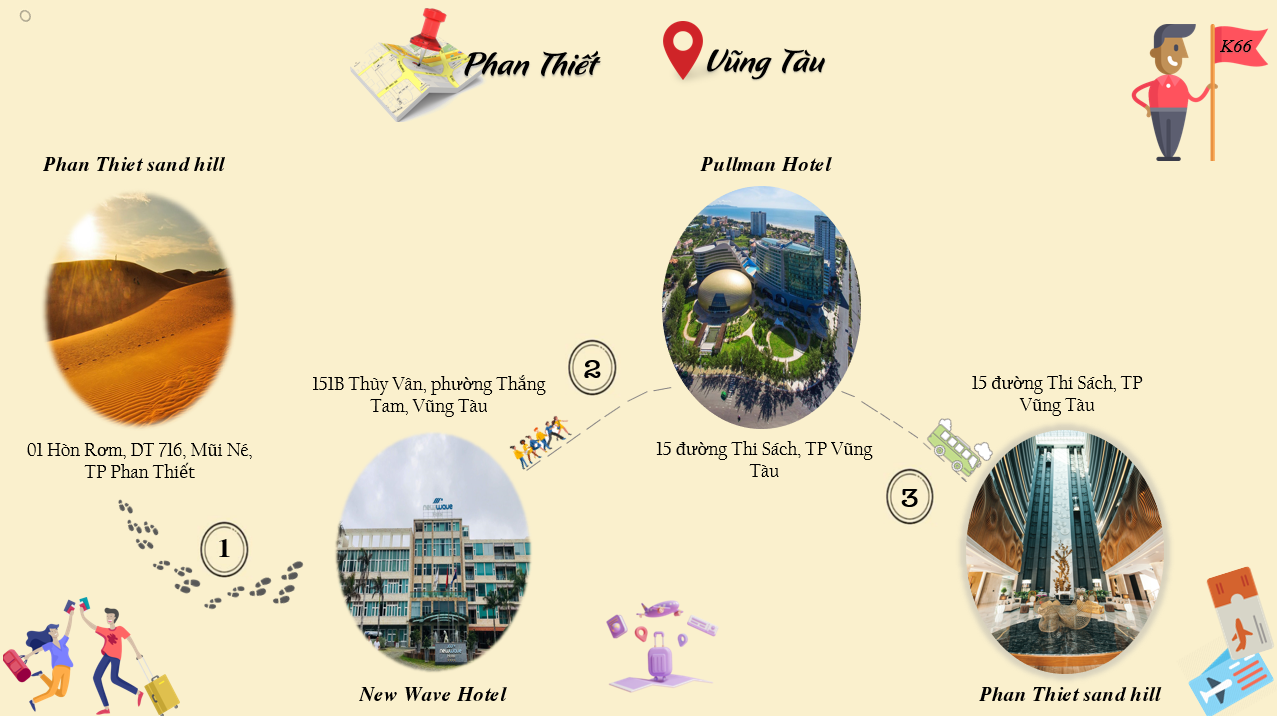 Phan Thiết
Vũng Tàu
K66
Phan Thiet sand hill
01 Hòn Rơm, DT 716, Mũi Né,
TP Phan Thiết
1
151B Thùy Vân, phường Thắng
Tam, Vũng Tàu
new wave
New Wave Hotel
2
Pullman Hotel
15 đường Thi Sách, TP Vũng
Tàu
3
15 đường Thi Sách, TP
Vũng Tàu
Phan Thiet sand hill